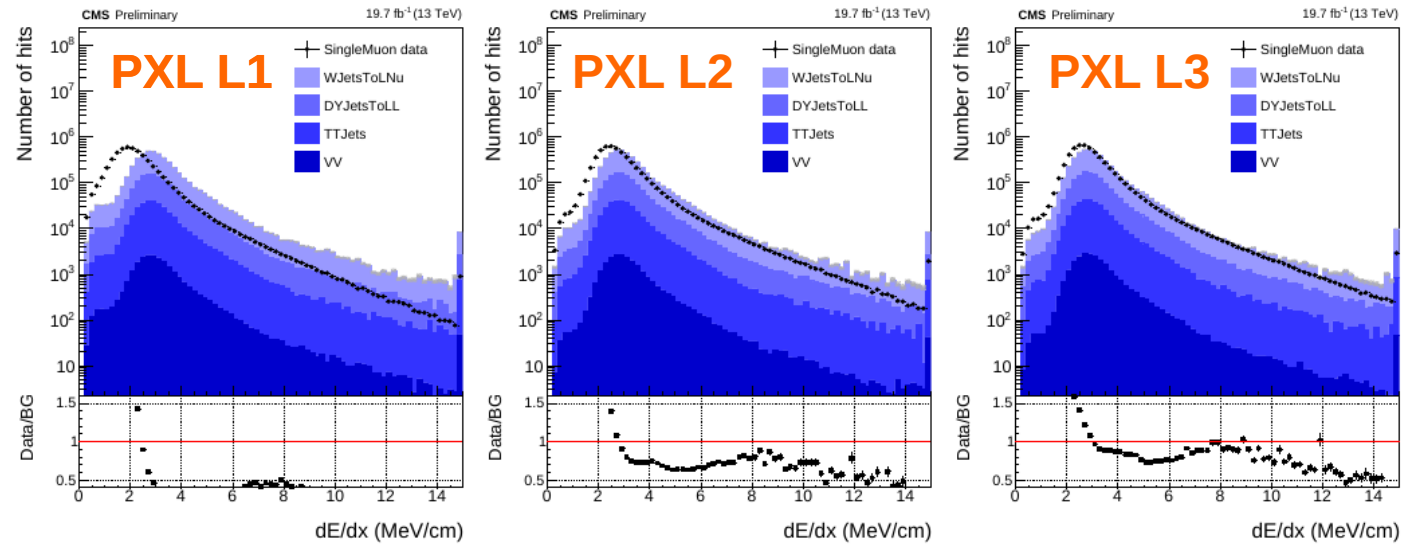 CMS Preliminary 19.7 fb⁻¹ (13 TeV)
Number of hits
PXL L1
SingleMuon data
WJetsToLNu
DYJetsToLL
TTJets
VV
10⁸
10⁷
10⁶
10⁵
10⁴
10³
10²
10
Data/BG
1.5
1
0.5
0 2 4 6 8 10 12 14
dE/dx (MeV/cm)
CMS Preliminary 19.7 fb⁻¹ (13 TeV)
Number of hits
PXL L2
SingleMuon data
WJetsToLNu
DYJetsToLL
TTJets
VV
10⁸
10⁷
10⁶
10⁵
10⁴
10³
10²
10
Data/BG
1.5
1
0.5
0 2 4 6 8 10 12 14
dE/dx (MeV/cm)
CMS Preliminary 19.7 fb⁻¹ (13 TeV)
Number of hits
PXL L3
SingleMuon data
WJetsToLNu
DYJetsToLL
TTJets
VV
10⁸
10⁷
10⁶
10⁵
10⁴
10³
10²
10
Data/BG
1.5
1
0.5
0 2 4 6 8 10 12 14
dE/dx (MeV/cm)